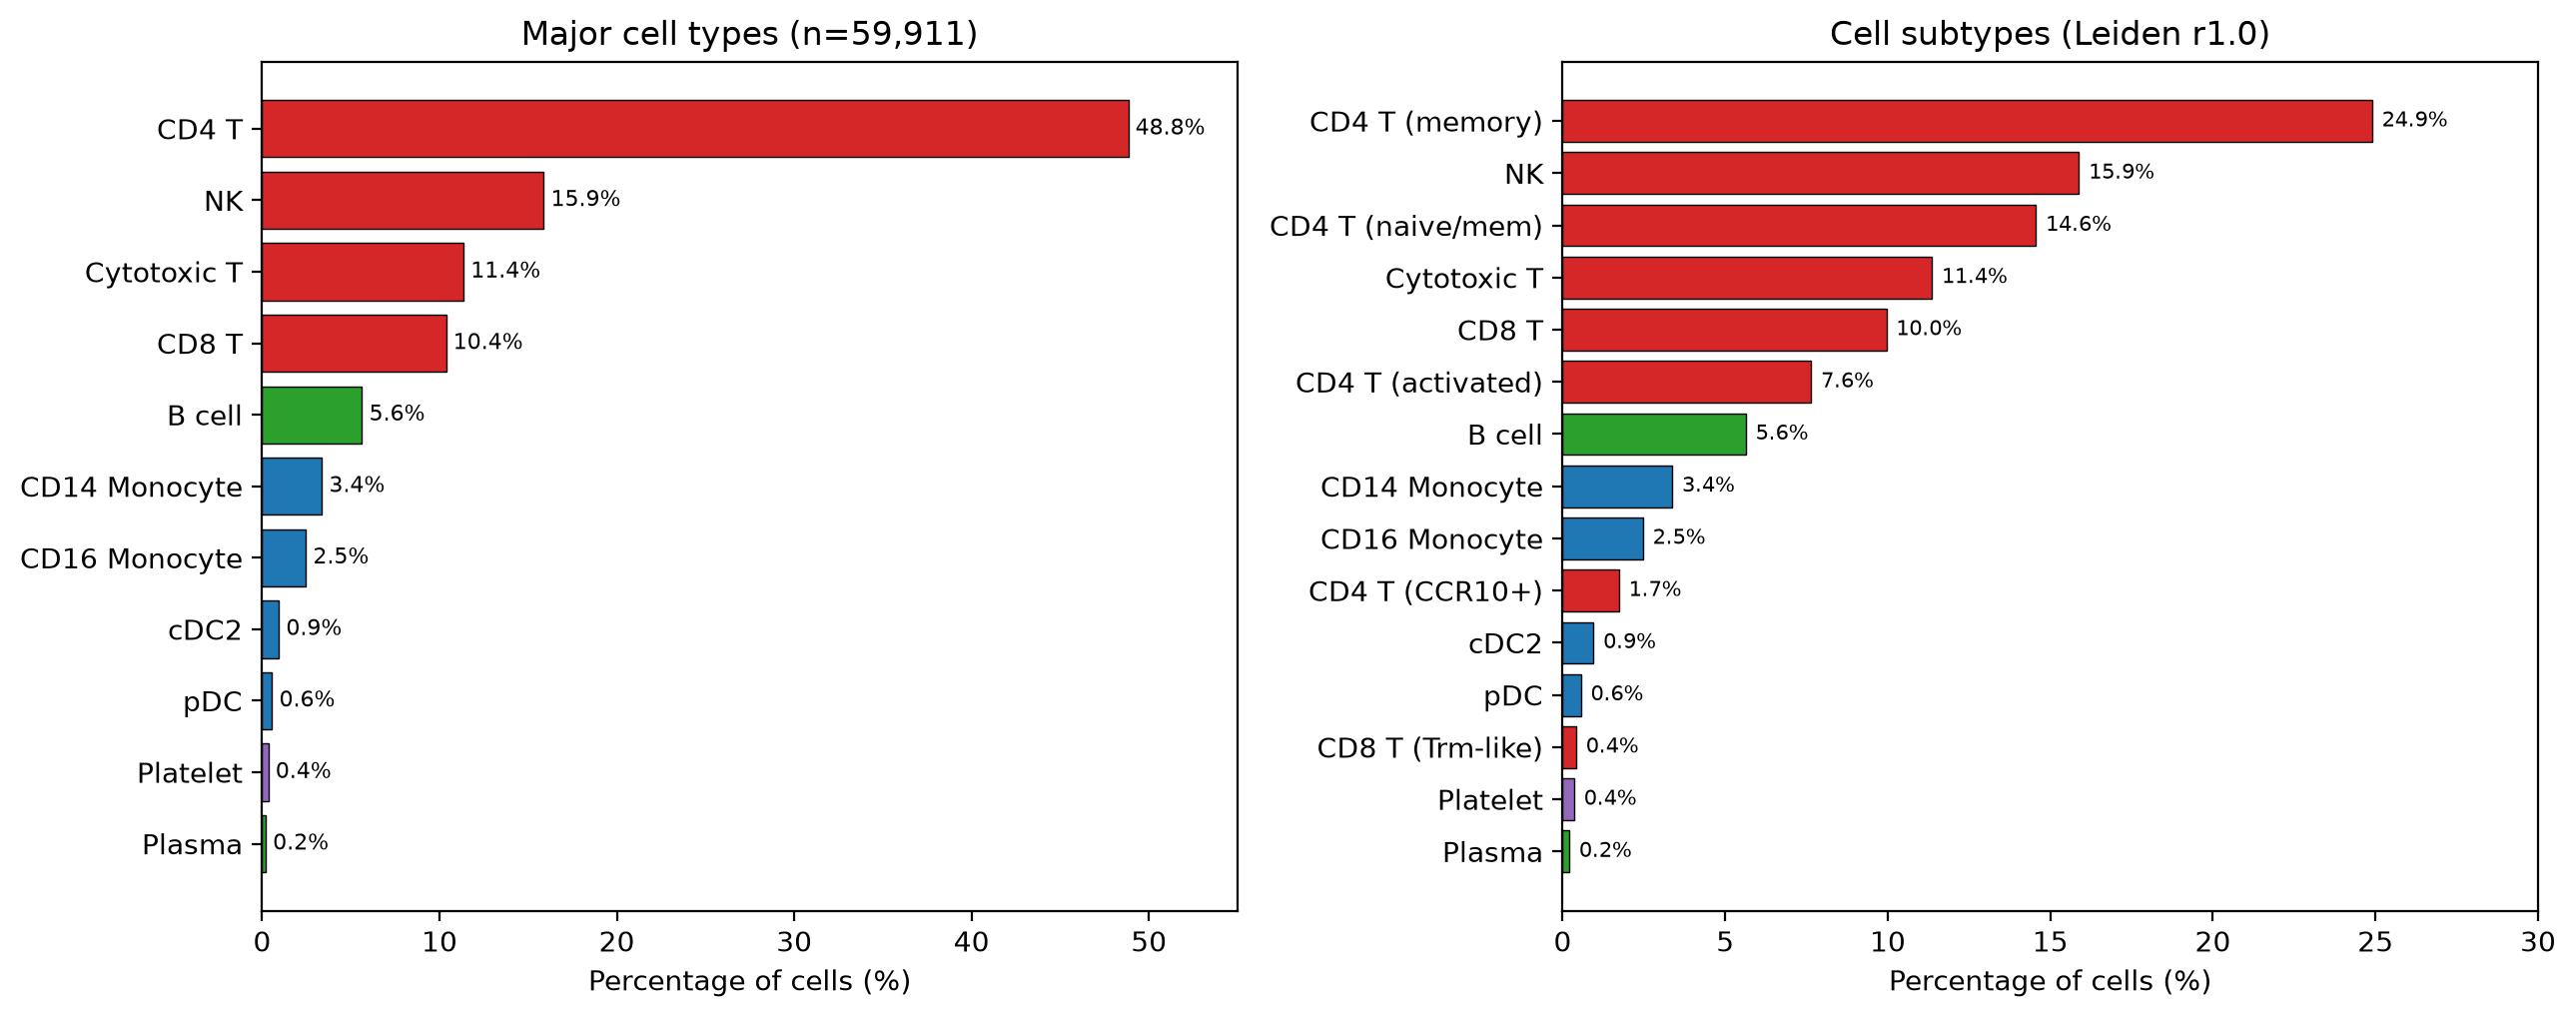 Major cell types (n=59,911)
CD4 T
48.8%
NK
15.9%
Cytotoxic T
11.4%
CD8 T
10.4%
B cell
5.6%
CD14 Monocyte
3.4%
CD16 Monocyte
2.5%
cDC2
0.9%
pDC
0.6%
Platelet
0.4%
Plasma
0.2%
0 10 20 30 40 50
Percentage of cells (%)
Cell subtypes (Leiden r1.0)
CD4 T (memory)
24.9%
NK
15.9%
CD4 T (naive/mem)
14.6%
Cytotoxic T
11.4%
CD8 T
10.0%
CD4 T (activated)
7.6%
B cell
5.6%
CD14 Monocyte
3.4%
CD16 Monocyte
2.5%
CD4 T (CCR10+)
1.7%
cDC2
0.9%
pDC
0.6%
CD8 T (Trm-like)
0.4%
Platelet
0.4%
Plasma
0.2%
0 5 10 15 20 25 30
Percentage of cells (%)